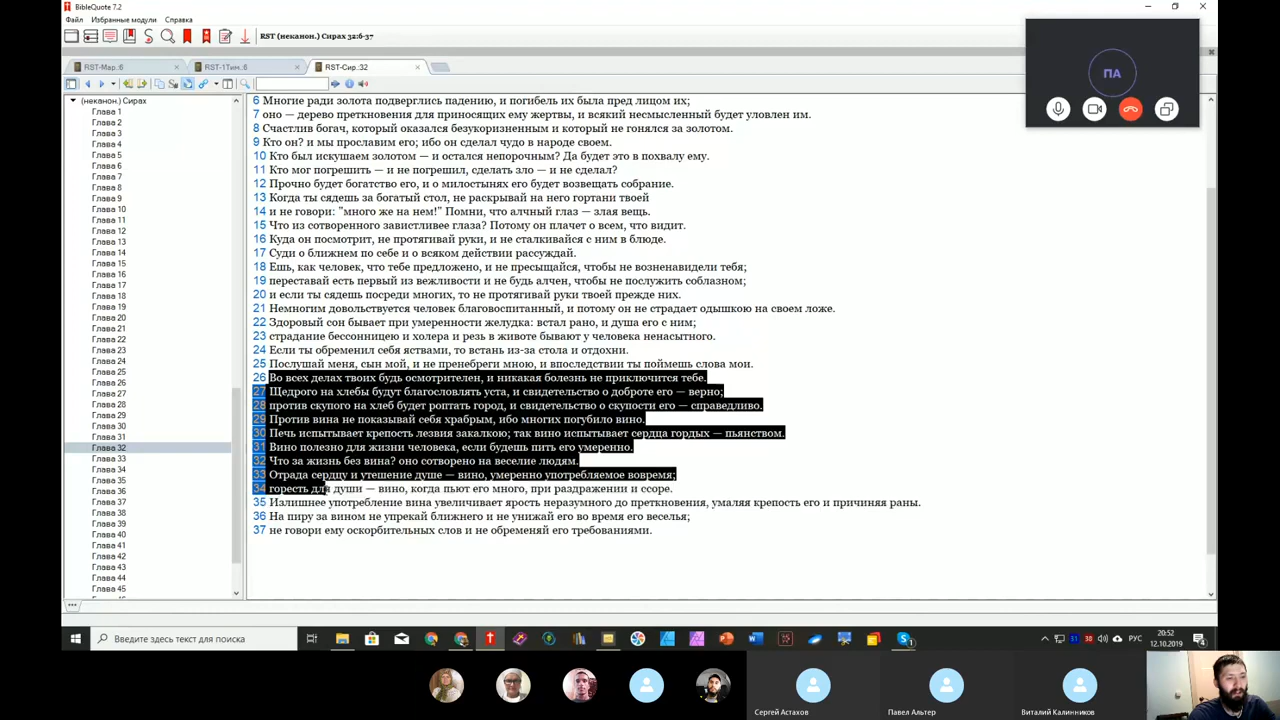 BibleQuote 7.2
Файл Избранные модули Справка
RST (неканон.) Сирах 32:6-37
RST-Мар.:6
RST-1Тим.:6
RST-Сир.:32
(неканон.) Сирах
Глава 1
Глава 2
Глава 3
Глава 4
Глава 5
Глава 6
Глава 7
Глава 8
Глава 9
Глава 10
Глава 11
Глава 12
Глава 13
Глава 14
Глава 15
Глава 16
Глава 17
Глава 18
Глава 19
Глава 20
Глава 21
Глава 22
Глава 23
Глава 24
Глава 25
Глава 26
Глава 27
Глава 28
Глава 29
Глава 30
Глава 31
Глава 32
Глава 33
Глава 34
Глава 35
Глава 36
Глава 37
Глава 38
Глава 39
Глава 40
Глава 41
Глава 42
Глава 43
Глава 44
Глава 45
6 Многие ради золота подверглись падению, и погибель их была пред лицом их;
7 оно — дерево преткновения для приносящих ему жертвы, и всякий несмысленный будет уловлен им.
8 Счастлив богач, который оказался безукоризненным и который не гонялся за золотом.
9 Кто он? и мы прославим его; ибо он сделал чудо в народе своем.
10 Кто был искушаем золотом — и остался непорочным? Да будет это в похвалу ему.
11 Кто мог погрешить — и не погрешил, сделать зло — и не сделал?
12 Прочно будет богатство его, и о милостынях его будет возвещать собрание.
13 Когда ты сядешь за богатый стол, не раскрывай на него гортани твоей
14 и не говори: "много же на нем!" Помни, что алчный глаз — злая вещь.
15 Что из сотворенного завистливее глаза? Потому он плачет о всем, что видит.
16 Куда он посмотрит, не протягивай руки, и не сталкивайся с ним в блюде.
17 Суди о ближнем по себе и о всяком действии рассуждай.
18 Ешь, как человек, что тебе предложено, и не пресыщайся, чтобы не возненавидели тебя;
19 переставай есть первый из вежливости и не будь алчен, чтобы не послужить соблазном;
20 и если ты сядешь посреди многих, то не протягивай руки твоей прежде них.
21 Немногим довольствуется человек благовоспитанный, и потому он не страдает одышкою на своем ложе.
22 Здоровый сон бывает при умеренности желудка: встал рано, и душа его с ним;
23 страдание бессонницею и холера и резь в животе бывают у человека ненасытного.
24 Если ты обременил себя яствами, то встань из-за стола и отдохни.
25 Послушай меня, сын мой, и не пренебреги мною, и впоследствии ты поймешь слова мои.
26 Во всех делах твоих будь осмотрителен, и никакая болезнь не приключится тебе.
27 Щедрого на хлебы будут благословлять уста, и свидетельство о доброте его — верно;
28 против скупого на хлеб будет роптать город, и свидетельство о скупости его — справедливо.
29 Против вина не показывай себя храбрым, ибо многих погубило вино.
30 Печь испытывает крепость лезвия закалкою; так вино испытывает сердца гордых — пьянством.
31 Вино полезно для жизни человека, если будешь пить его умеренно.
32 Что за жизнь без вина? оно сотворено на веселие людям.
33 Отрада сердцу и утешение душе — вино, умеренно употребляемое вовремя;
34 горесть для души — вино, когда пьют его много, при раздражении и ссоре.
35 Излишнее употребление вина увеличивает ярость неразумного до преткновения, умаляя крепость его и причиняя раны.
36 На пиру за вином не упрекай ближнего и не унижай его во время его веселья;
37 не говори ему оскорбительных слов и не обременяй его требованиями.
ПА
Введите здесь текст для поиска
31 30 РУС
20:52
12.10.2019
4
Сергей Астахов
Павел Альтер
Виталий Калинников